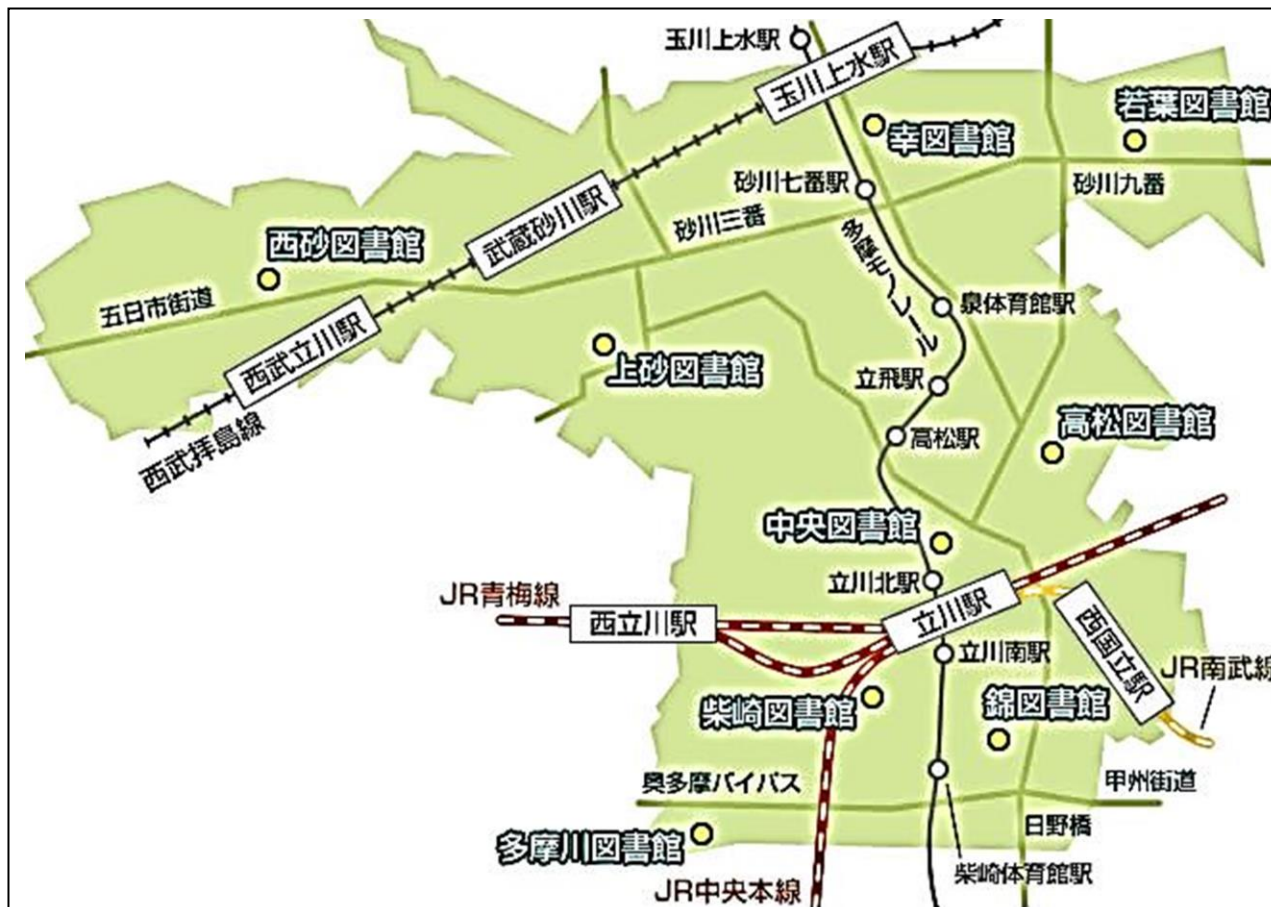 玉川上水駅
玉川上水駅
若葉図書館
幸図書館
砂川七番駅
砂川九番
砂川三番
武蔵砂川駅
西砂図書館
多摩モノレール
五日市街道
泉体育館駅
西武立川駅
上砂図書館
立飛駅
西武拝島線
高松駅
高松図書館
中央図書館
立川北駅
JR青梅線
西立川駅
立川駅
立川南駅
西国立駅
JR南武線
柴崎図書館
錦図書館
奥多摩バイパス
甲州街道
日野橋
多摩川図書館
柴崎体育館駅
JR中央本線